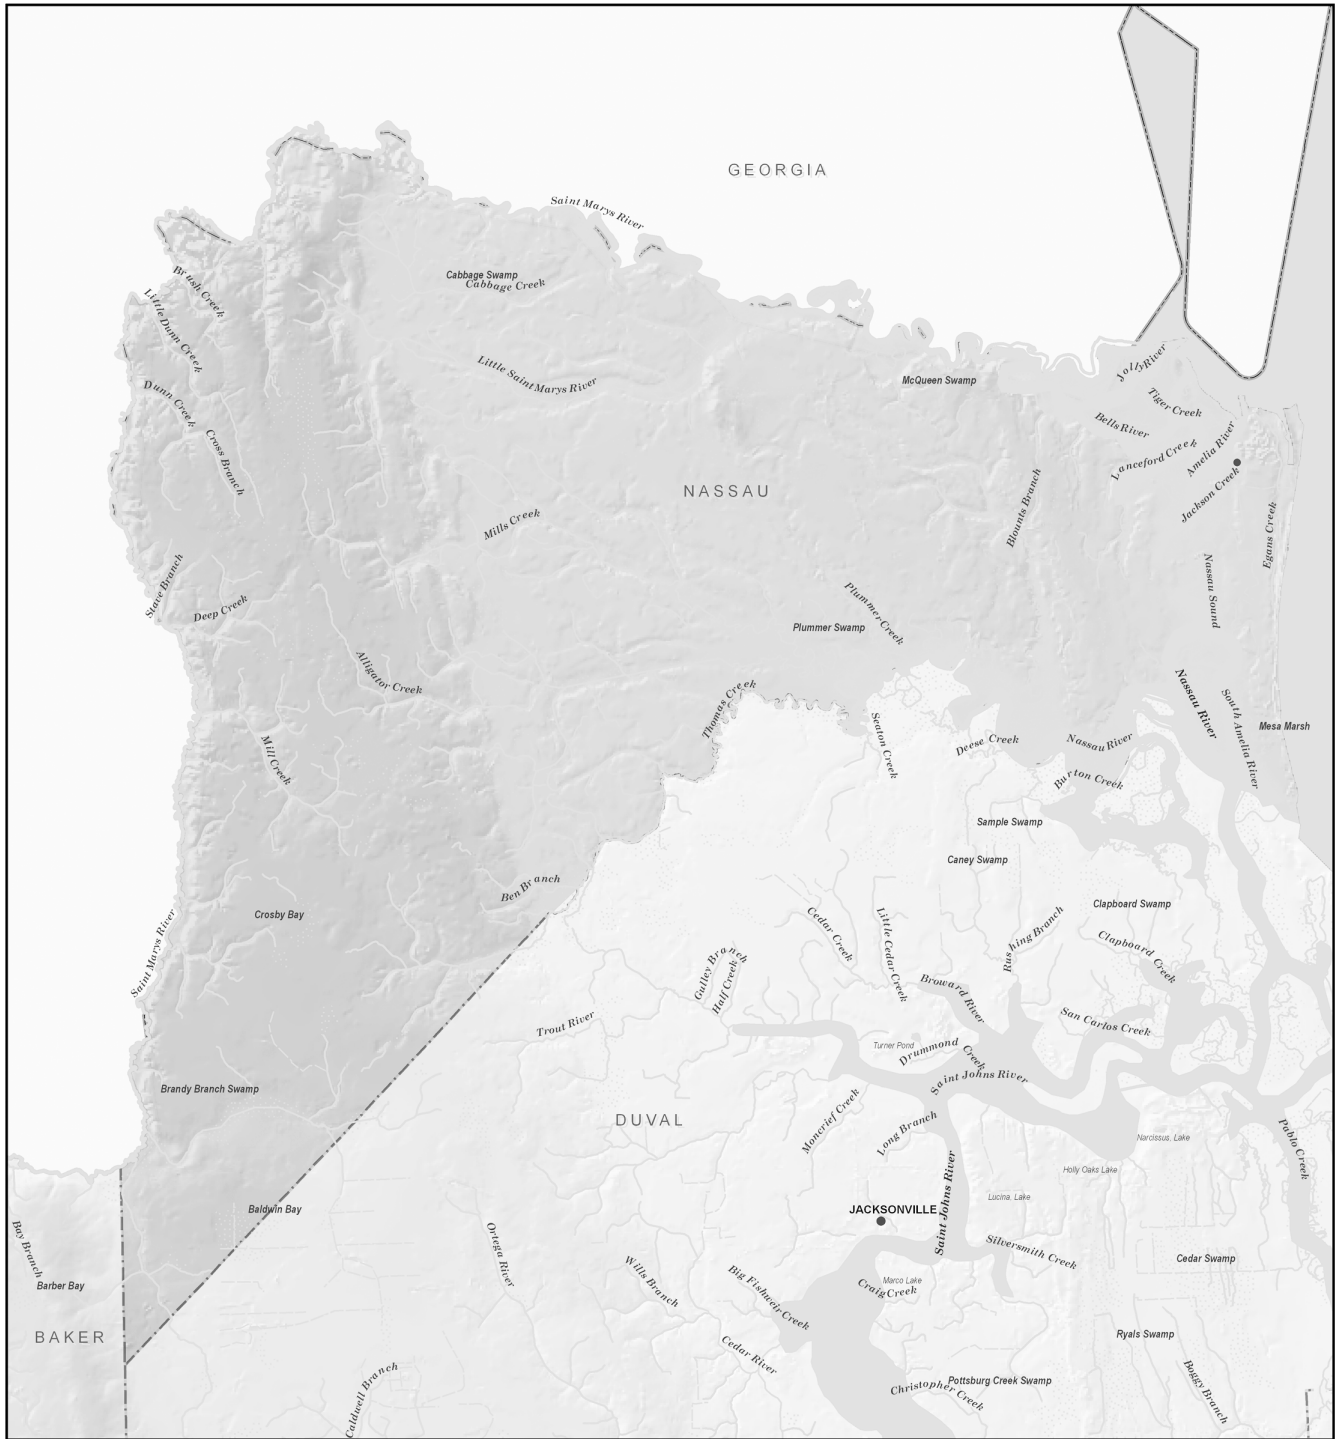 GEORGIA
Saint Marys River
Cabbage Swamp
Cabbage Creek
Brush Creek
Little Dunn Creek
Jolly River
Little Saint Marys River
McQueen Swamp
Dunn Creek
Tiger Creek
Bells River
Cross Branch
Lanceford Creek
Amelia River
NASSAU
Jackson Creek
Blounts Branch
Mills Creek
Egans Creek
Slave Branch
Deep Creek
Nassau Sound
Plummer Creek
Plummer Swamp
Alligator Creek
Thomas Creek
Nassau River
South Amelia River
Mesa Marsh
Seaton Creek
Deese Creek
Nassau River
Mill Creek
Burton Creek
Sample Swamp
Caney Swamp
Ben Branch
Clapboard Swamp
Crosby Bay
Saint Marys River
Cedar Creek
Little Cedar Creek
Rushing Branch
Clapboard Creek
Gulley Branch
Half Creek
Broward River
Trout River
San Carlos Creek
Turner Pond
Drummond Creek
Saint Johns River
Brandy Branch Swamp
DUVAL
Moncrief Creek
Long Branch
Narcissus, Lake
Pablo Creek
Holly Oaks Lake
Lucina, Lake
Saint Johns River
JACKSONVILLE
Baldwin Bay
Bay Branch
Ortega River
Silversmith Creek
Cedar Swamp
Barber Bay
Wills Branch
Big Fishweir Creek
Marco Lake
Craig Creek
BAKER
Ryals Swamp
Cedar River
Caldwell Branch
Pottsburg Creek Swamp
Christopher Creek
Boggy Branch